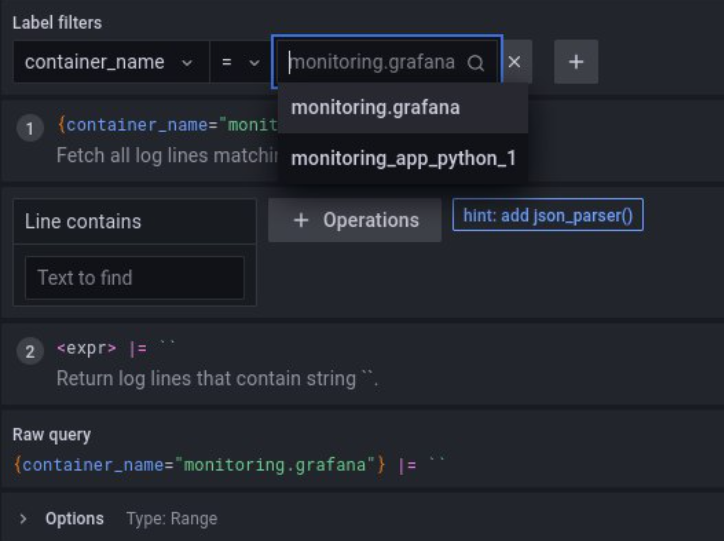 Label filters
container_name = monitoring.grafana
monitoring.grafana
monitoring_app_python_1
1 {container_name="monit
Fetch all log lines matchin
Line contains
+ Operations
hint: add json_parser()
Text to find
2 <expr> |= ``
Return log lines that contain string ``.
Raw query
{container_name="monitoring.grafana"} |= ``
Options Type: Range